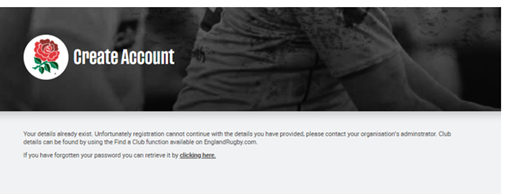 Create Account
Your details already exist. Unfortunately registration cannot continue with the details you have provided, please contact your organisation's adminstrator. Club
details can be found by using the Find a Club function available on EnglandRugby.com.
If you have forgotten your password you can retrieve it by clicking here.